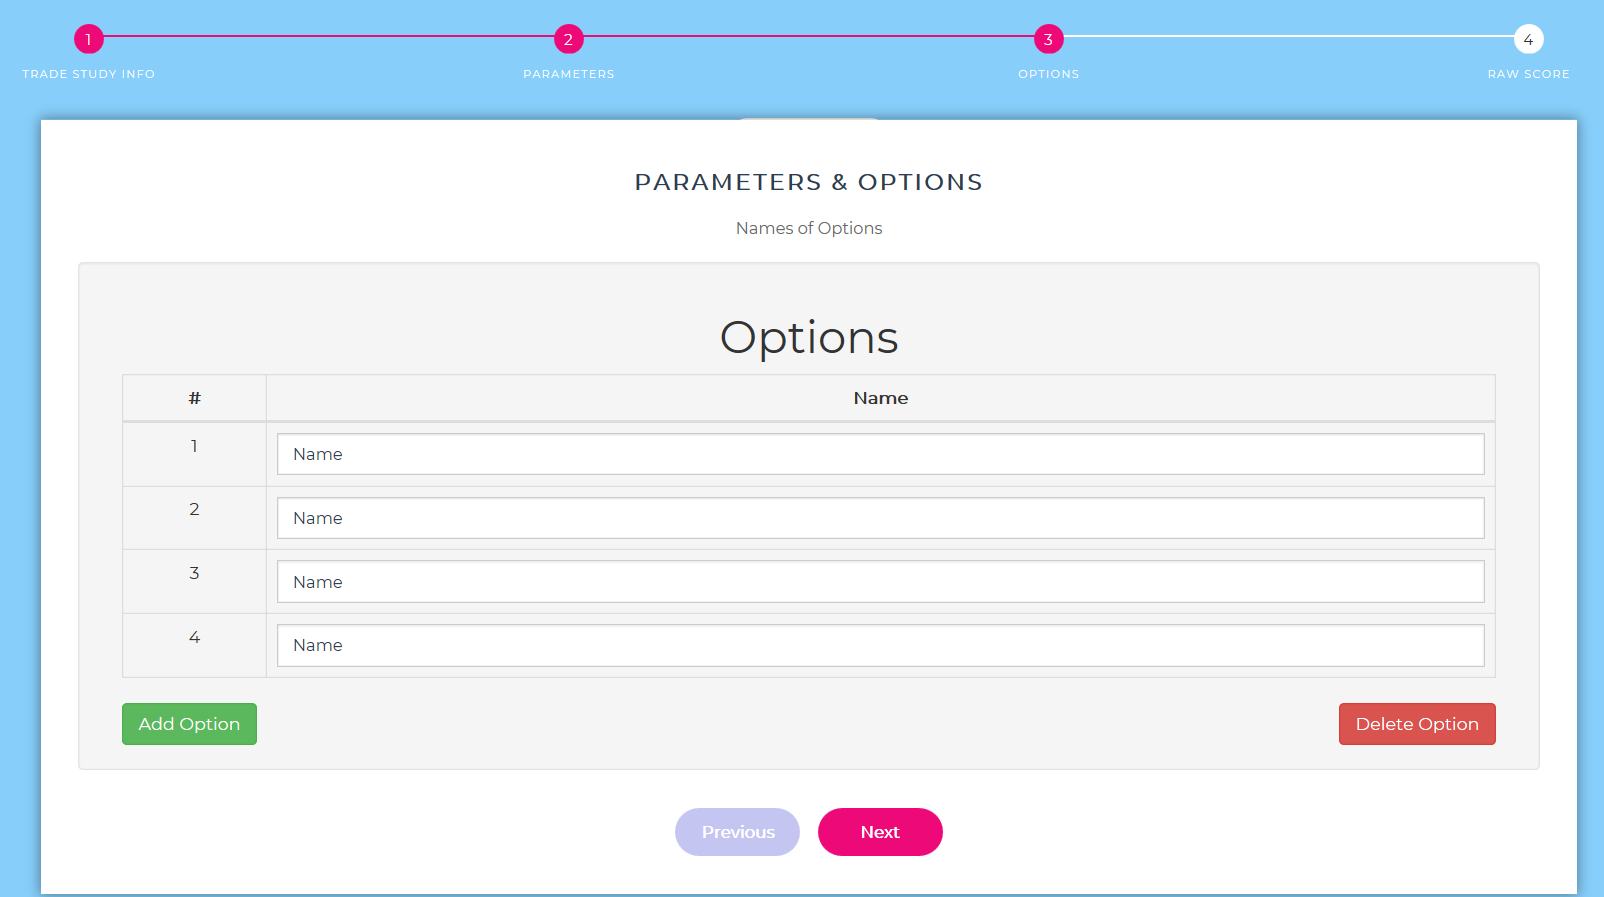 1 2 3 4
TRADE STUDY INFO PARAMETERS OPTIONS RAW SCORE
PARAMETERS & OPTIONS
Names of Options
Options
# Name
1 Name
2 Name
3 Name
4 Name
Add Option Delete Option
Previous Next